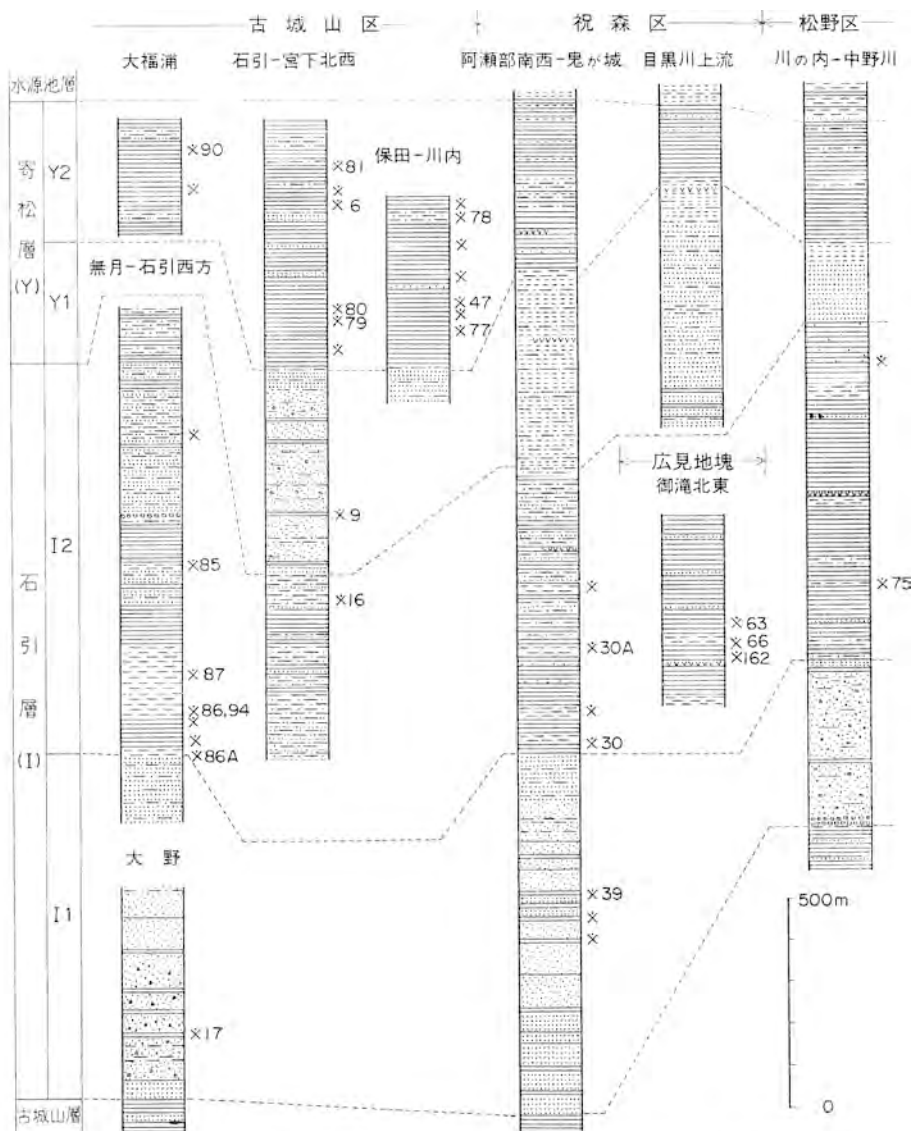 古城山区 祝森区 松野区
大福浦 石引-宮下北西 阿瀬部南西-鬼が城 目黒川上流 川の内-中野川
水源池層
寄松層(Y)
Y2
Y1
石引層(I)
I2
I1
古城山層
90
81
6
保田-川内
78
47
77
80
79
無月-石引西方
広見地塊
御滝北東
9
85
16
75
63
66
162
30A
87
86,94
30
86A
大野
39
17
500m
0